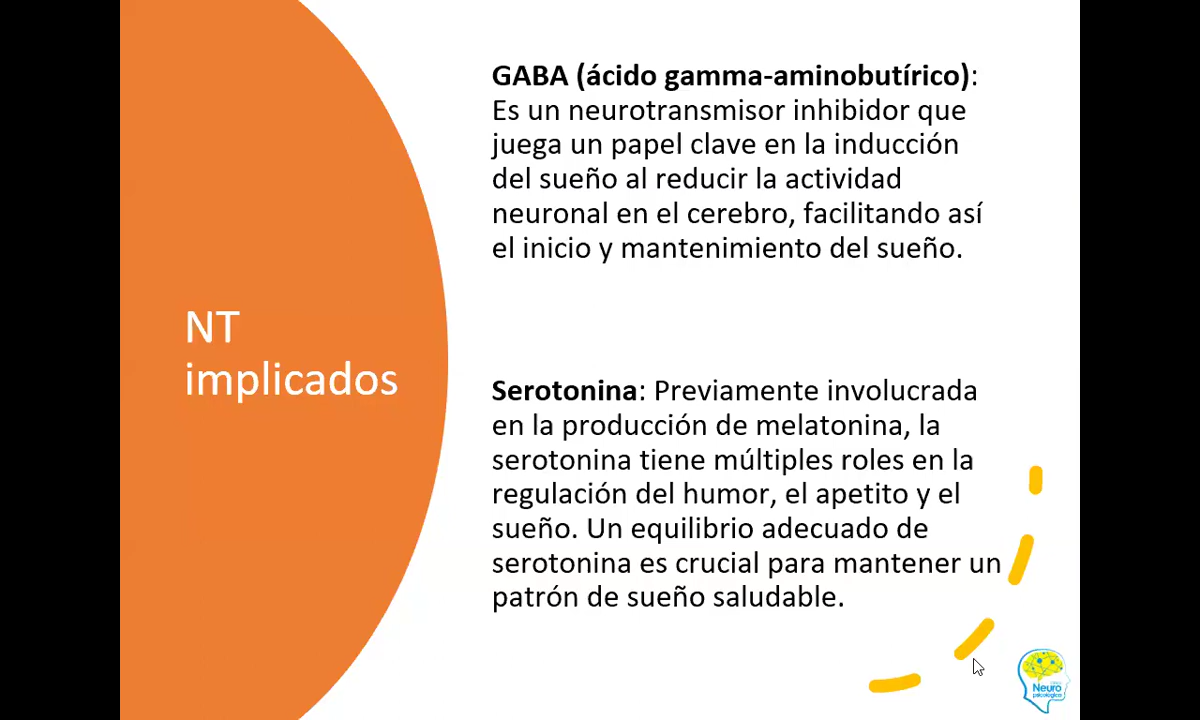 NT
implicados
GABA (ácido gamma-aminobutírico):
Es un neurotransmisor inhibidor que
juega un papel clave en la inducción
del sueño al reducir la actividad
neuronal en el cerebro, facilitando así
el inicio y mantenimiento del sueño.
Serotonina: Previamente involucrada
en la producción de melatonina, la
serotonina tiene múltiples roles en la
regulación del humor, el apetito y el
sueño. Un equilibrio adecuado de
serotonina es crucial para mantener un
patrón de sueño saludable.
Neuro
psicológica